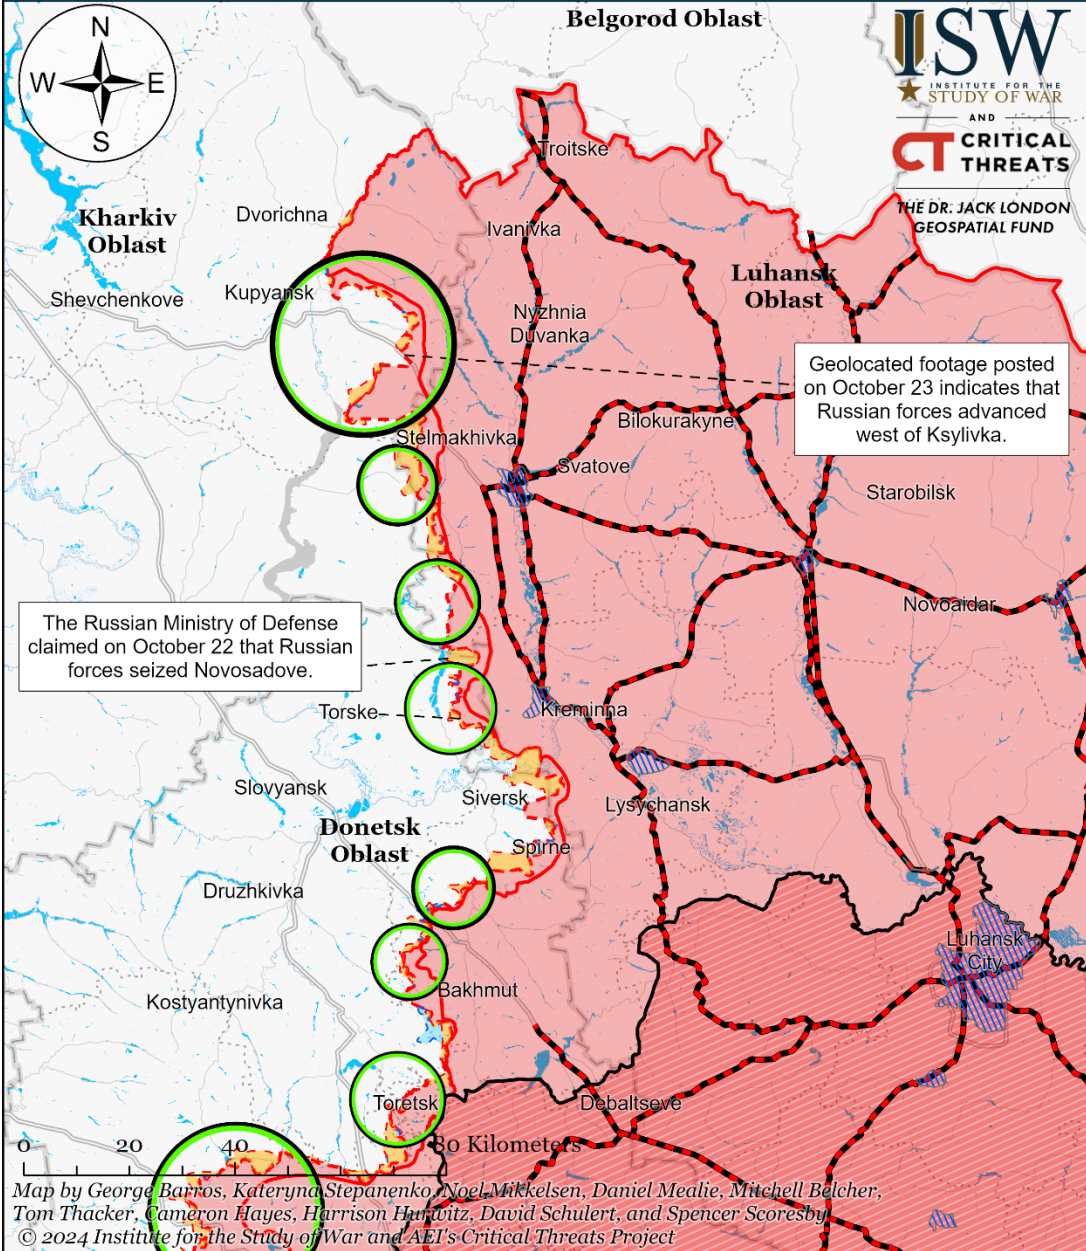 Belgorod Oblast
ISW
INSTITUTE FOR THE
STUDY OF WAR
AND
CT CRITICAL
THREATS
THE DR. JACK LONDON
GEOSPATIAL FUND
N
W E
S
Troitske
Kharkiv
Oblast
Dvorichna
Ivanivka
Shevchenkove
Kupyansk
Luhansk
Oblast
Nyzhnia
Duvanka
Geolocated footage posted
on October 23 indicates that
Russian forces advanced
west of Ksylivka.
Stelmakhivka
Bilokurakyne
Svatove
Starobilsk
Novoaidar
The Russian Ministry of Defense
claimed on October 22 that Russian
forces seized Novosadove.
Torske
Kreminna
Slovyansk
Siversk
Lysychansk
Donetsk
Oblast
Spirne
Druzhkivka
Luhansk
City
Bakhmut
Kostyantynivka
Toretsk
Debaltseve
0 20 40 80 Kilometers
Map by George Barros, Kateryna Stepanenko, Noel Mikkelsen, Daniel Mealie, Mitchell Belcher,
Tom Thacker, Cameron Hayes, Harrison Hurwitz, David Schulert, and Spencer Scoresby
© 2024 Institute for the Study of War and AEI's Critical Threats Project